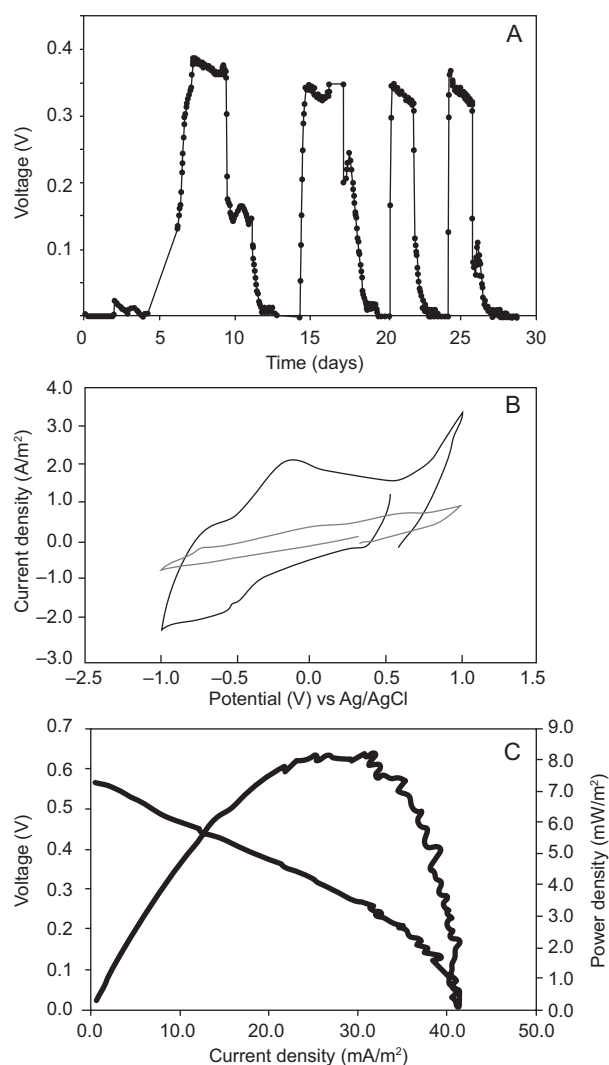 A
0.4
0.3
0.2
0.1
0
Voltage (V)
0 5 10 15 20 25 30
Time (days)
B
4.0
3.0
2.0
1.0
0.0
–1.0
–2.0
–3.0
Current density (A/m²)
–2.5 –1.0 –0.5 0.0 0.5 1.0 1.5
Potential (V) vs Ag/AgCl
C
0.7
0.6
0.5
0.4
0.3
0.2
0.1
0.0
Voltage (V)
9.0
8.0
7.0
6.0
5.0
4.0
3.0
2.0
1.0
0.0
Power density (mW/m²)
0.0 10.0 20.0 30.0 40.0 50.0
Current density (mA/m²)